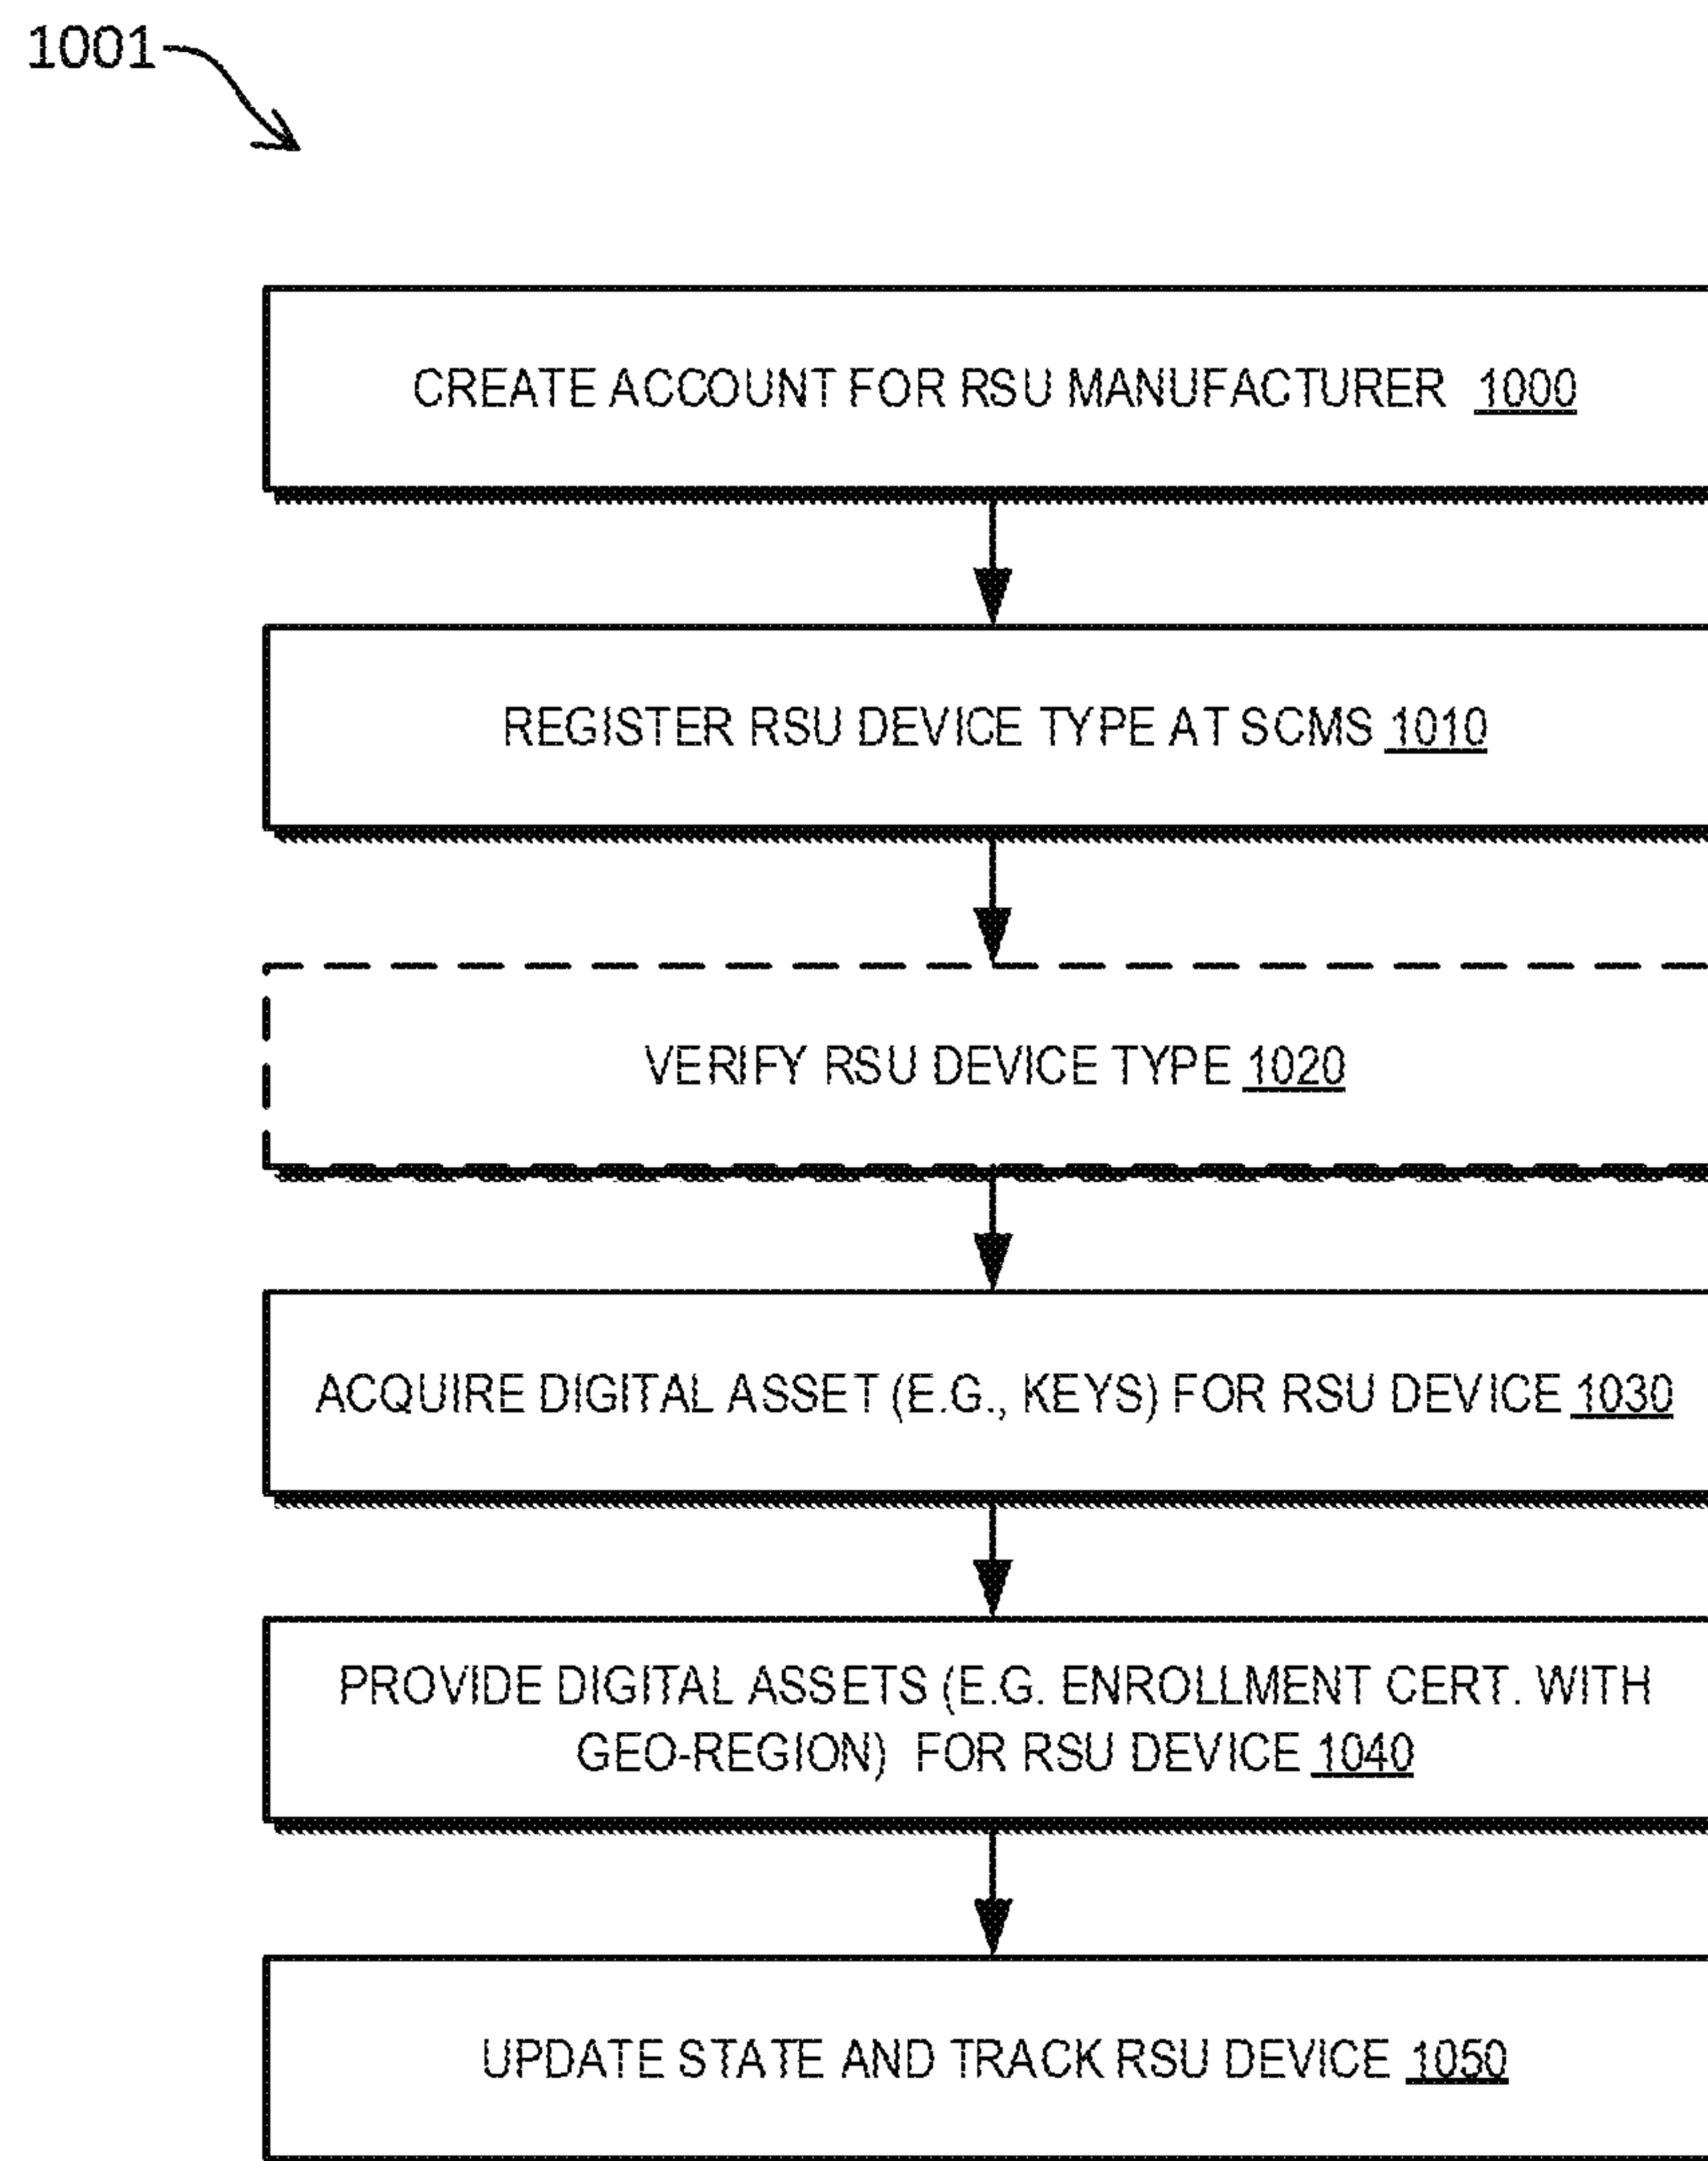 1001
CREATE ACCOUNT FOR RSU MANUFACTURER 1000
REGISTER RSU DEVICE TYPE AT SCMS 1010
VERIFY RSU DEVICE TYPE 1020
ACQUIRE DIGITAL ASSET (E.G., KEYS) FOR RSU DEVICE 1030
PROVIDE DIGITAL ASSETS (E.G. ENROLLMENT CERT. WITH
GEO-REGION) FOR RSU DEVICE 1040
UPDATE STATE AND TRACK RSU DEVICE 1050